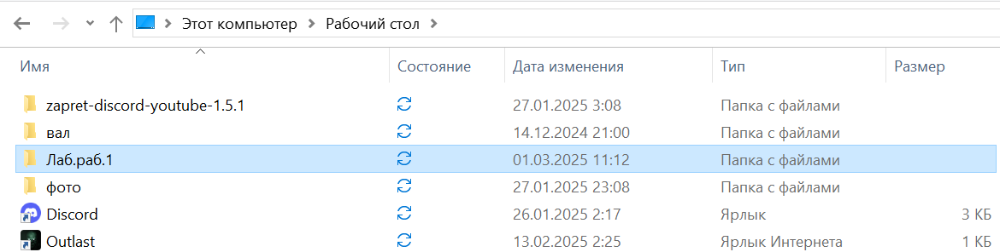 Этот компьютер Рабочий стол
Имя Состояние Дата изменения Тип Размер
zapret-discord-youtube-1.5.1 27.01.2025 3:08 Папка с файлами
вал 14.12.2024 21:00 Папка с файлами
Лаб.раб.1 01.03.2025 11:12 Папка с файлами
фото 27.01.2025 23:08 Папка с файлами
Discord 26.01.2025 2:17 Ярлык 3 КБ
Outlast 13.02.2025 2:25 Ярлык Интернета 1 КБ